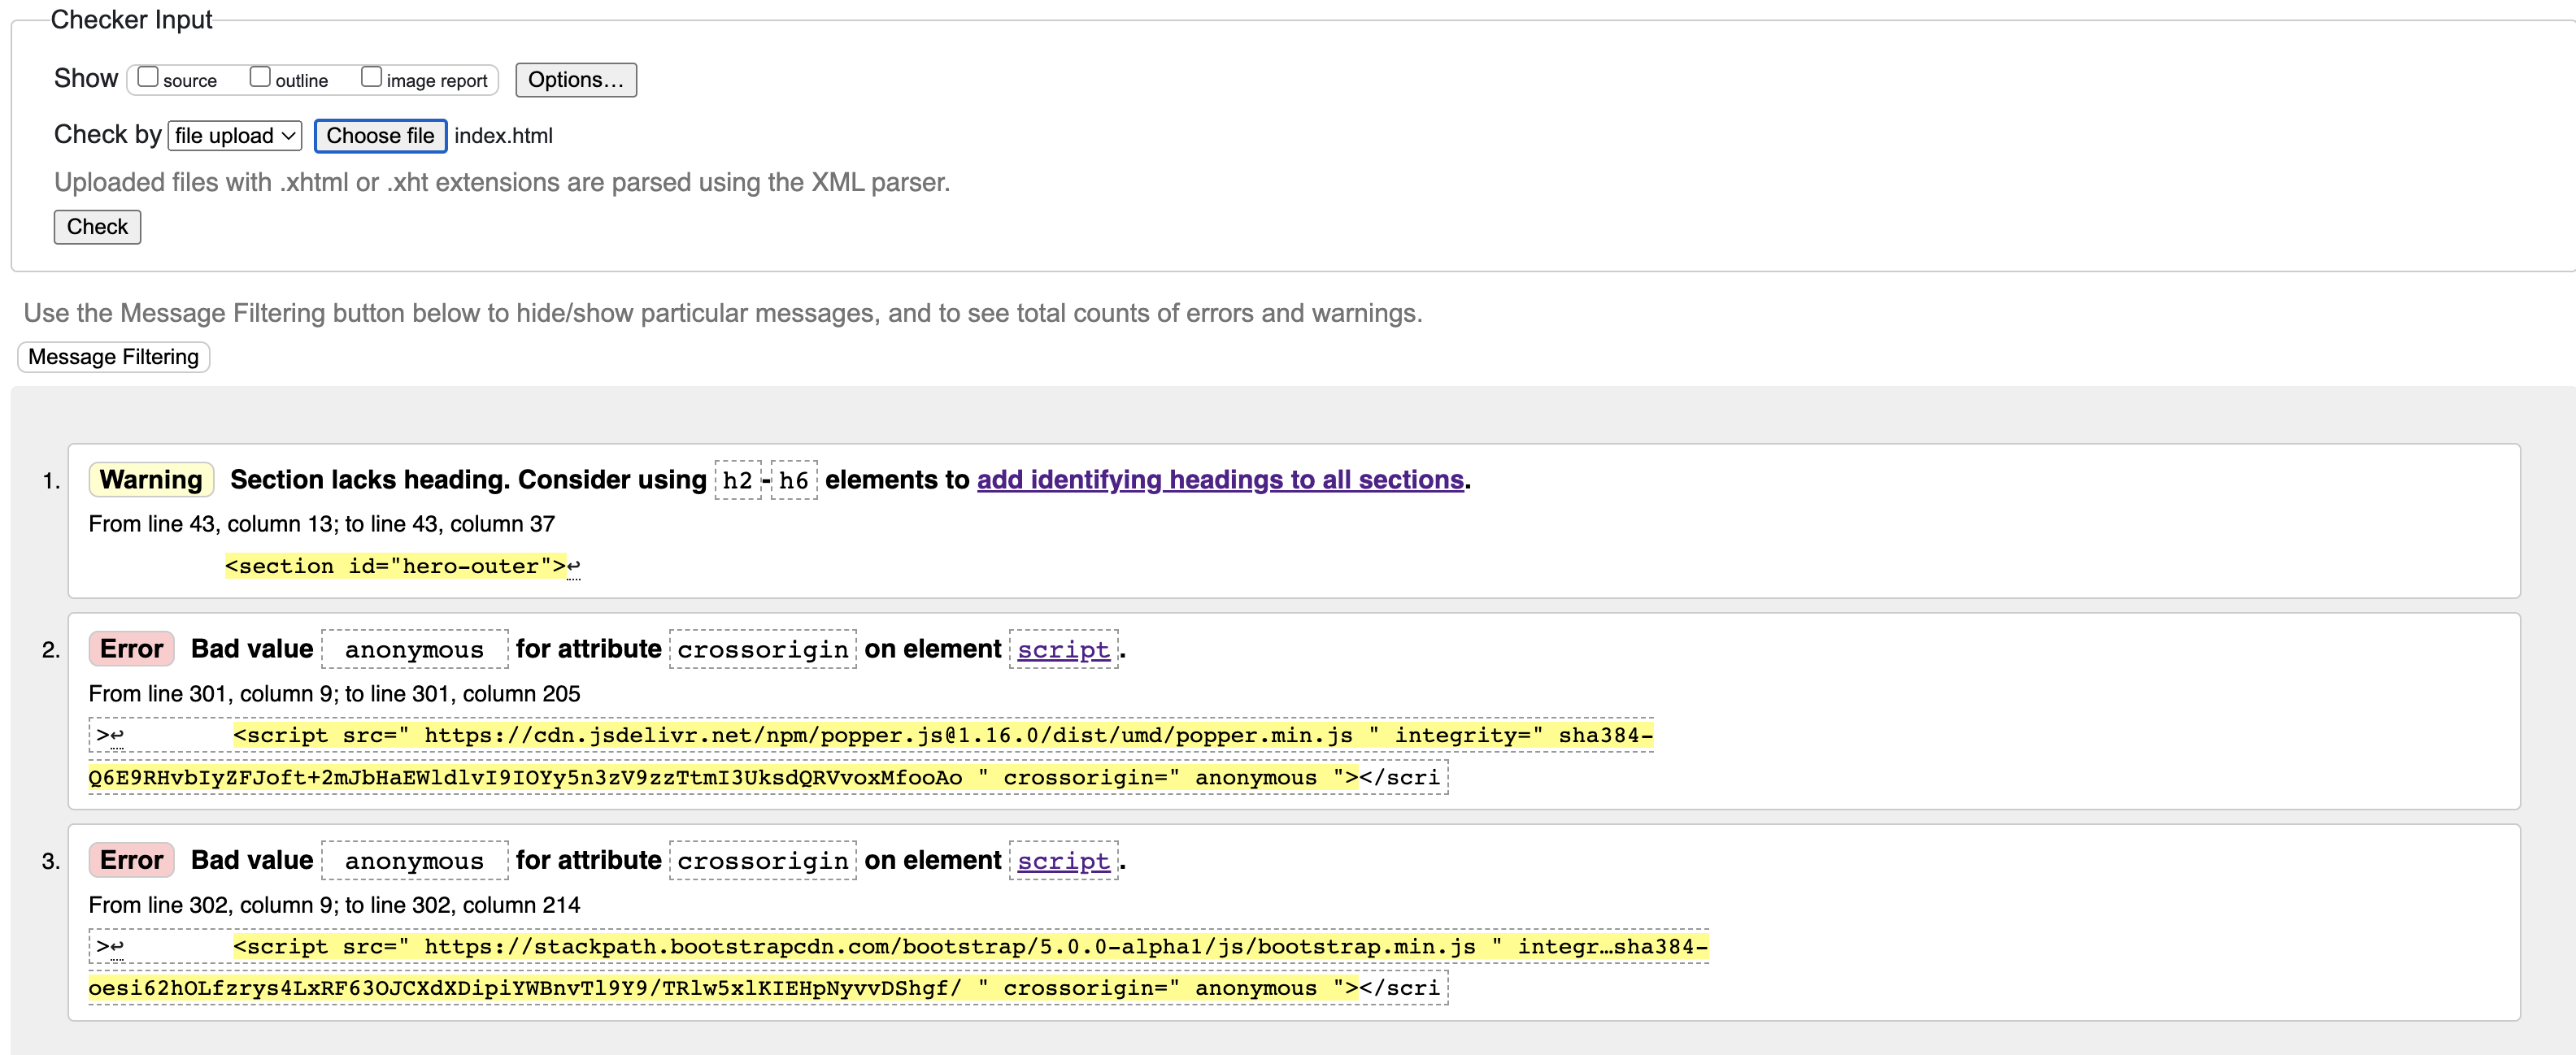 Checker Input
Show source outline image report Options...
Check by file upload Choose file index.html
Uploaded files with .xhtml or .xht extensions are parsed using the XML parser.
Check
Use the Message Filtering button below to hide/show particular messages, and to see total counts of errors and warnings.
Message Filtering
1. Warning Section lacks heading. Consider using h2-h6 elements to add identifying headings to all sections.
From line 43, column 13; to line 43, column 37
<section id="hero-outer">↩
2. Error Bad value anonymous for attribute crossorigin on element script.
From line 301, column 9; to line 301, column 205
>↩ <script src=" https://cdn.jsdelivr.net/npm/popper.js@1.16.0/dist/umd/popper.min.js " integrity=" sha384-
Q6E9RHvbIyZFJoft+2mJbHaEWldlvI9IOYy5n3zV9zzTtmI3UksdQRVvoxMfooAo " crossorigin=" anonymous "></scri
3. Error Bad value anonymous for attribute crossorigin on element script.
From line 302, column 9; to line 302, column 214
>↩ <script src=" https://stackpath.bootstrapcdn.com/bootstrap/5.0.0-alpha1/js/bootstrap.min.js " integr…sha384-
oesi62hOLfzrys4LxRF63OJCXdXDipiYWBnvTl9Y9/TRlw5xlKIEHpNyvvDShgf/ " crossorigin=" anonymous "></scri